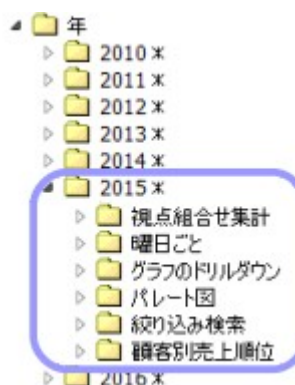 年
2010*
2011*
2012*
2013*
2014*
2015*
視点組合せ集計
曜日ごと
グラフのドリルダウン
パレート図
絞り込み検索
顧客別売上順位
2016*